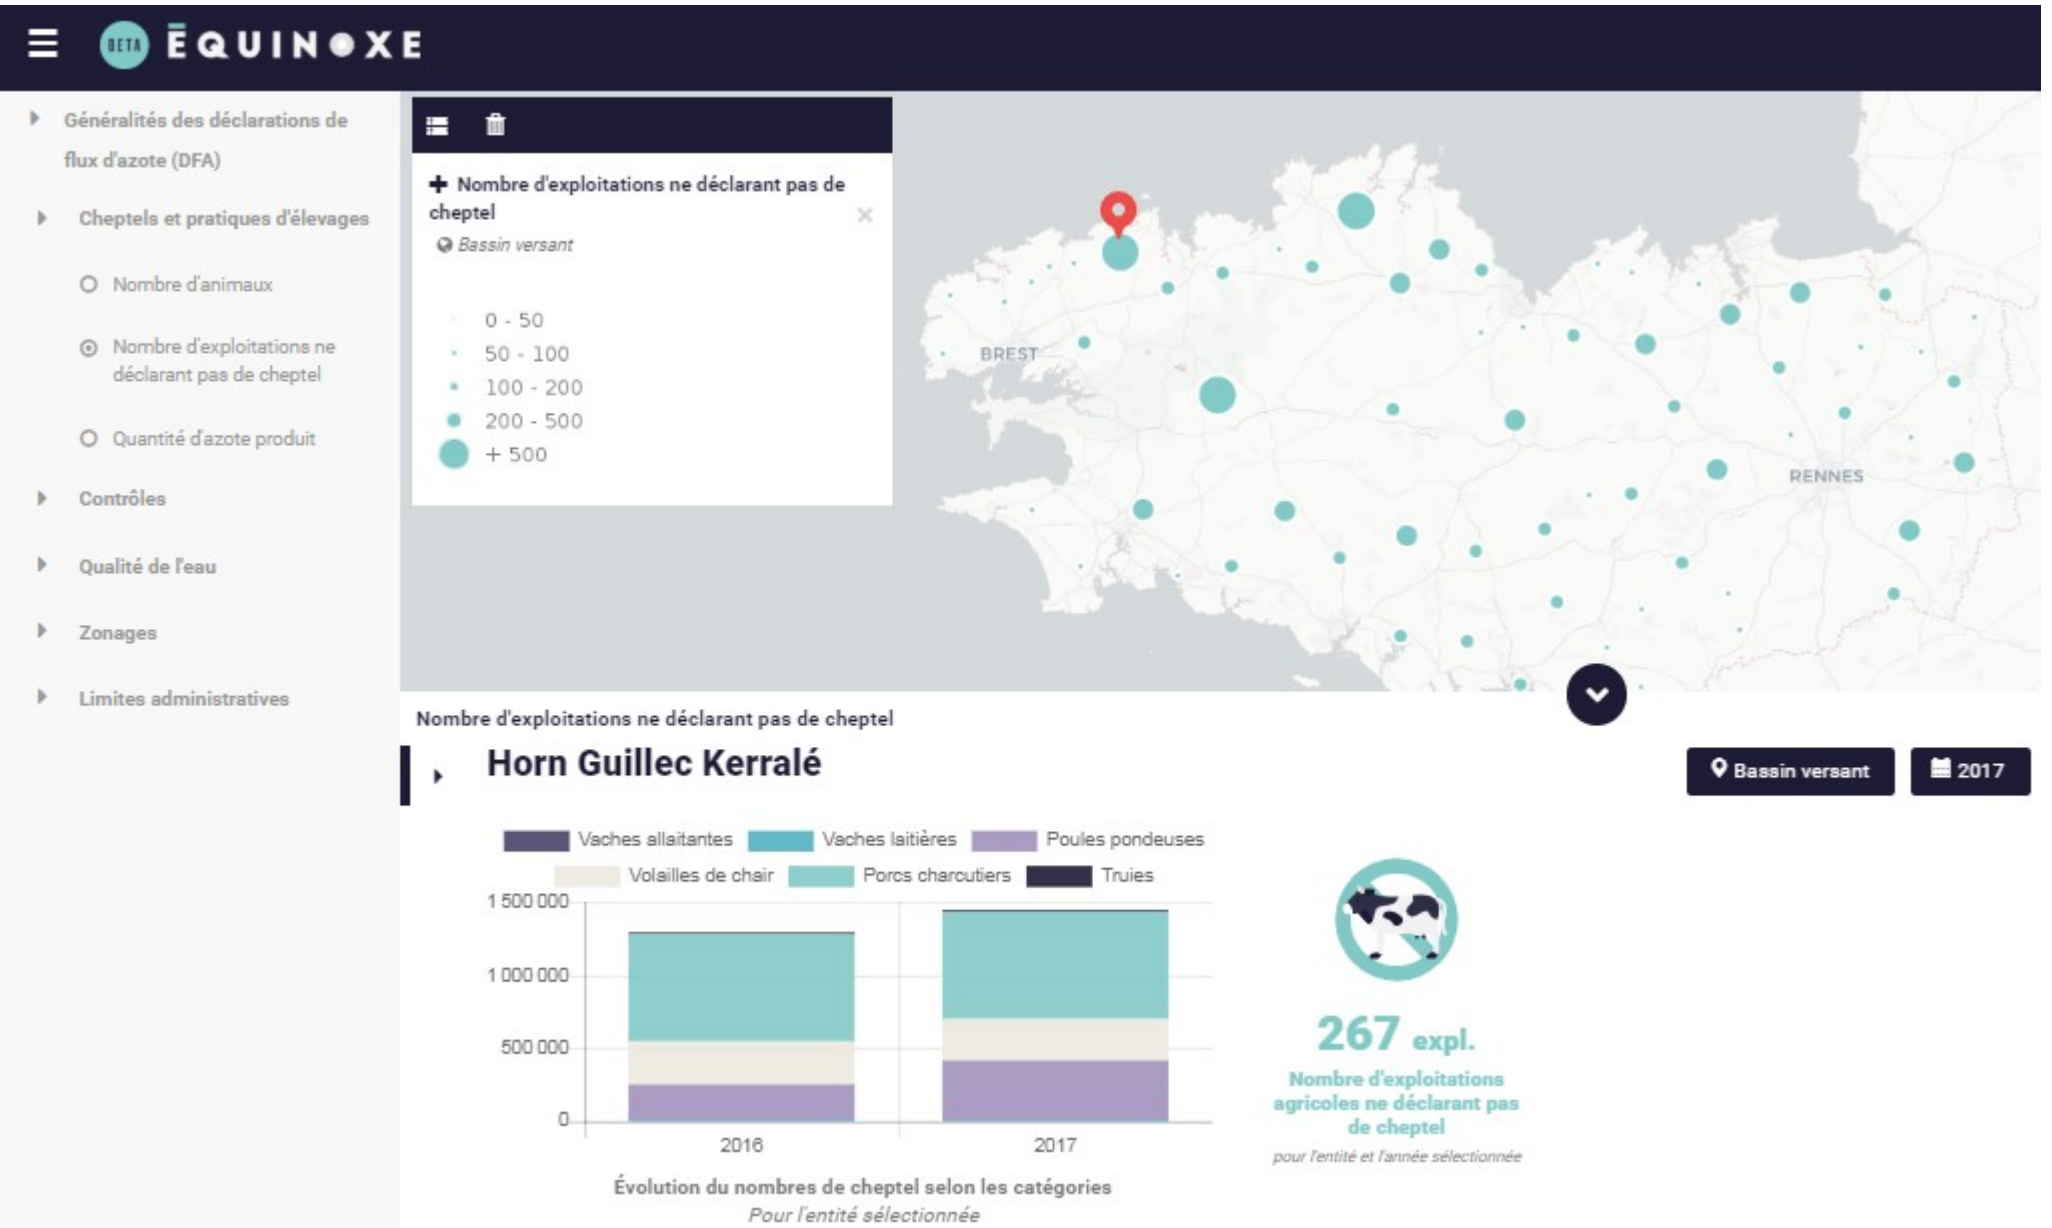 BETA ĒQUINOXE
Généralités des déclarations de
flux d'azote (DFA)
Cheptels et pratiques d'élevages
Nombre d'animaux
Nombre d'exploitations ne
déclarant pas de cheptel
Quantité d'azote produit
Contrôles
Qualité de l'eau
Zonages
Limites administratives
Nombre d'exploitations ne déclarant pas de
cheptel
Bassin versant
0 - 50
50 - 100
100 - 200
200 - 500
+ 500
BREST
RENNES
Nombre d'exploitations ne déclarant pas de cheptel
Horn Guillec Kerralé
Bassin versant
2017
Vaches allaitantes Vaches laitières Poules pondeuses
Volailles de chair Porcs charcutiers Truies
1 500 000
1 000 000
500 000
0
2016 2017
Évolution du nombres de cheptel selon les catégories
Pour l'entité sélectionnée
267 expl.
Nombre d'exploitations
agricoles ne déclarant pas
de cheptel
pour l'entité et l'année sélectionnée